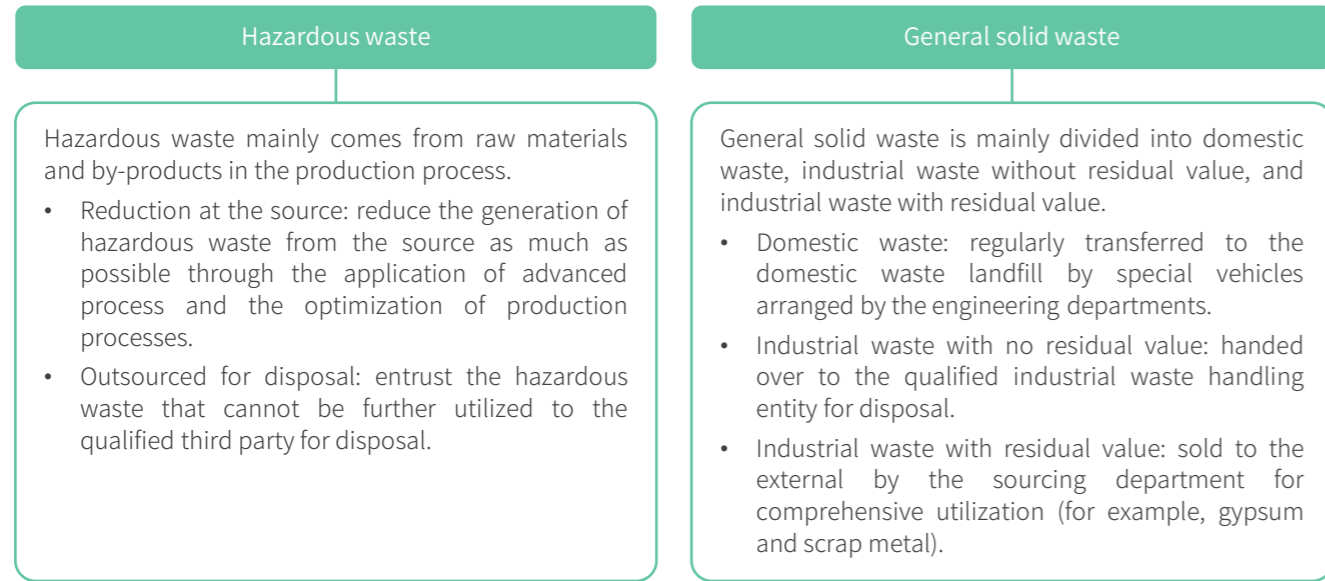 Hazardous waste
Hazardous waste mainly comes from raw materials
and by-products in the production process.
• Reduction at the source: reduce the generation of
hazardous waste from the source as much as
possible through the application of advanced
process and the optimization of production
processes.
• Outsourced for disposal: entrust the hazardous
waste that cannot be further utilized to the
qualified third party for disposal.
General solid waste
General solid waste is mainly divided into domestic
waste, industrial waste without residual value, and
industrial waste with residual value.
• Domestic waste: regularly transferred to the
domestic waste landfill by special vehicles
arranged by the engineering departments.
• Industrial waste with no residual value: handed
over to the qualified industrial waste handling
entity for disposal.
• Industrial waste with residual value: sold to the
external by the sourcing department for
comprehensive utilization (for example, gypsum
and scrap metal).